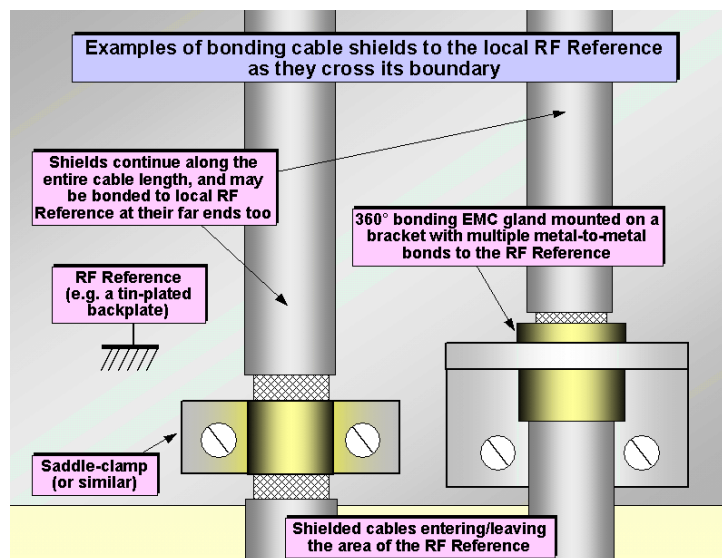 Examples of bonding cable shields to the local RF Reference
as they cross its boundary
Shields continue along the
entire cable length, and may
be bonded to local RF
Reference at their far ends too
360° bonding EMC gland mounted on a
bracket with multiple metal-to-metal
bonds to the RF Reference
RF Reference
(e.g. a tin-plated
backplate)
Saddle-clamp
(or similar)
Shielded cables entering/leaving
the area of the RF Reference